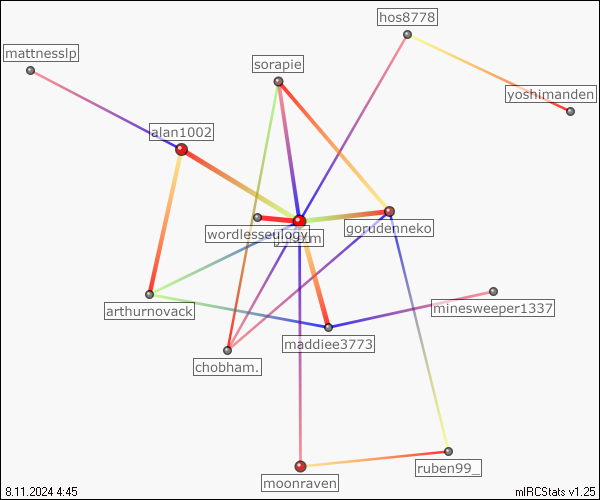 hos8778
mattnesslp
sorapie
yoshimanden
alan1002
gorudenneko
wordlesseulogy
arthurnovack
minesweeper1337
maddiee3773
chobham.
ruben99_
moonraven
8.11.2024 4:45
mIRCStats v1.25